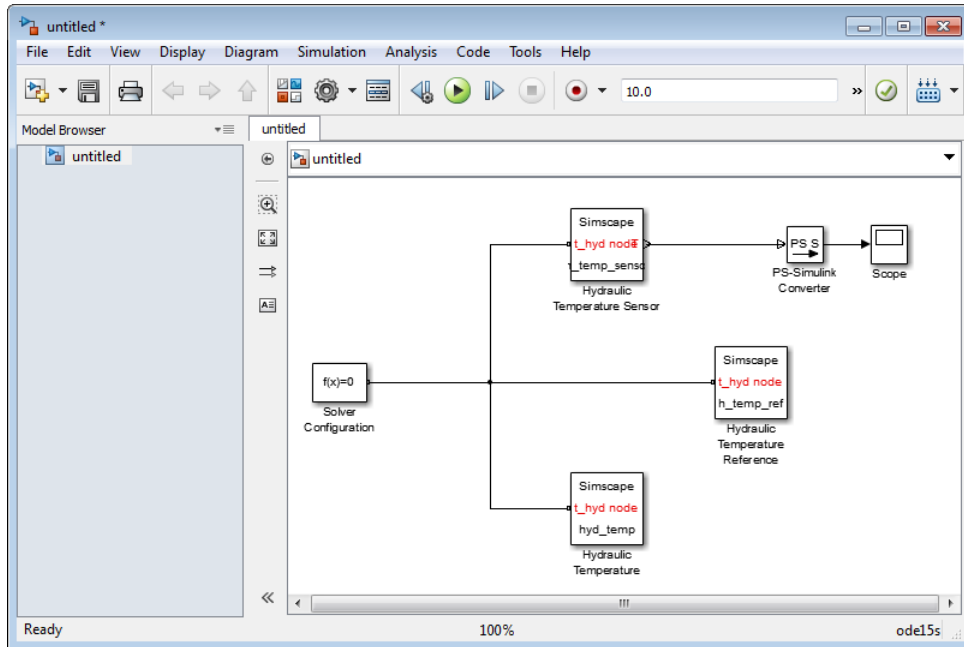 untitled *
File Edit View Display Diagram Simulation Analysis Code Tools Help
10.0 »
Model Browser
untitled
untitled
untitled
Simscape
t_hyd node T
_temp_senso
Hydraulic
Temperature Sensor
PS S
PS-Simulink
Converter
Scope
f(x)=0
Solver
Configuration
Simscape
t_hyd node
h_temp_ref
Hydraulic
Temperature
Reference
Simscape
t_hyd node
hyd_temp
Hydraulic
Temperature
Ready 100% ode15s